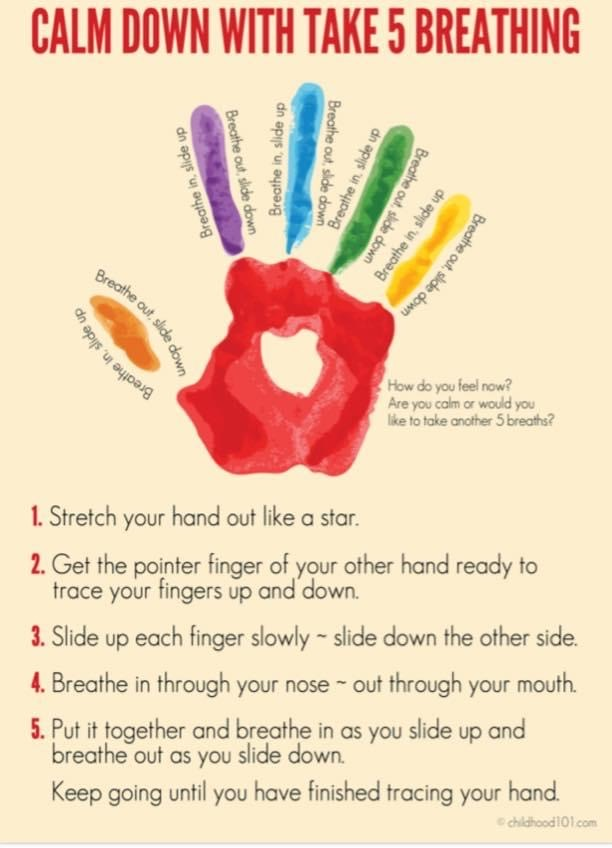 CALM DOWN WITH TAKE 5 BREATHING
Breathe in, slide up
Breathe out, slide down
Breathe in, slide up
Breathe out, slide down
Breathe in, slide up
Breathe out, slide down
Breathe in, slide up
Breathe out, slide down
Breathe in, slide up
Breathe out, slide down
How do you feel now?
Are you calm or would you
like to take another 5 breaths?
1. Stretch your hand out like a star.
2. Get the pointer finger of your other hand ready to
trace your fingers up and down.
3. Slide up each finger slowly ~ slide down the other side.
4. Breathe in through your nose ~ out through your mouth.
5. Put it together and breathe in as you slide up and
breathe out as you slide down.
Keep going until you have finished tracing your hand.
© childhood101.com